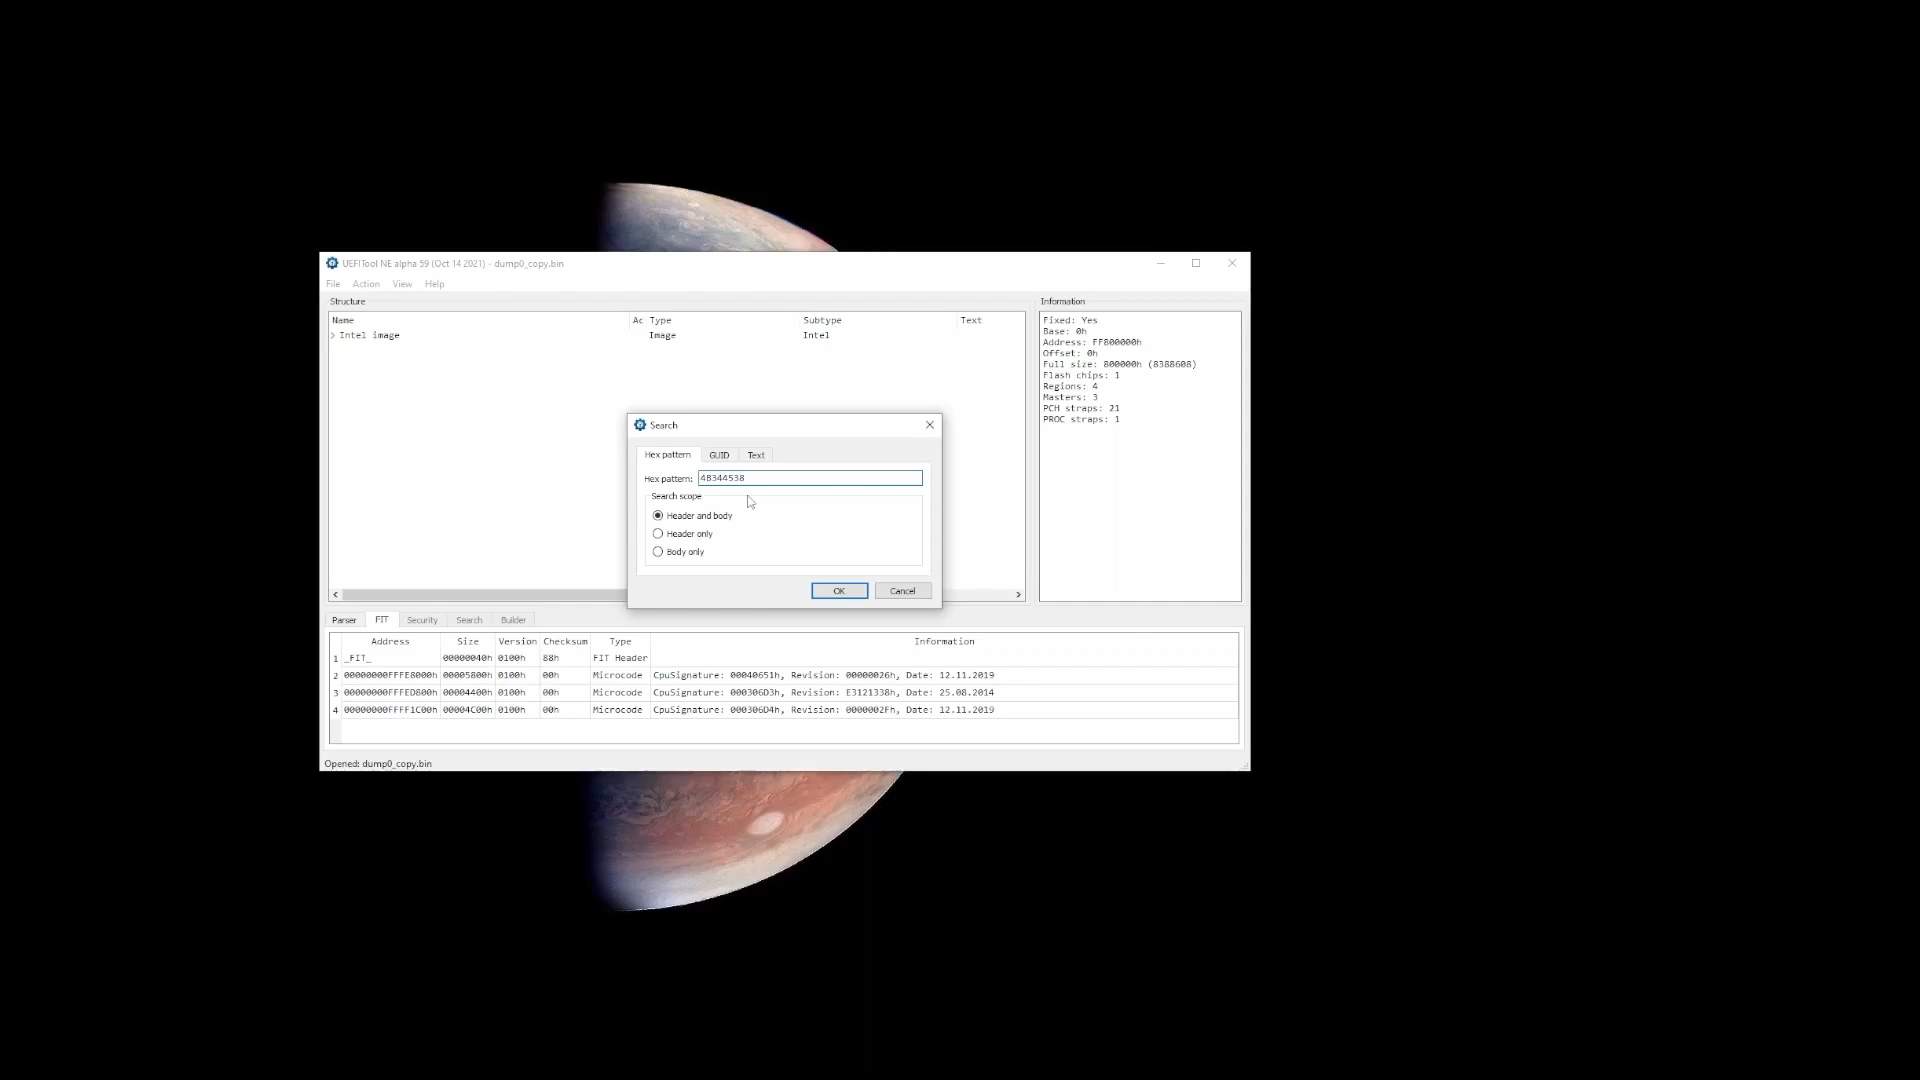 UEFITool NE alpha 59 (Oct 14 2021) - dump0_copy.bin
File Action View Help
Structure
Information
Name Ac Type Subtype Text
> Intel image Image Intel
Fixed: Yes
Base: 0h
Address: FF800000h
Offset: 0h
Full size: 800000h (8388608)
Flash chips: 1
Regions: 4
Masters: 3
PCH straps: 21
PROC straps: 1
Search
Hex pattern GUID Text
Hex pattern: 4B344538
Search scope
Header and body
Header only
Body only
OK Cancel
Parser FIT Security Search Builder
Address Size Version Checksum Type Information
1 _FIT_ 00000040h 0100h 88h FIT Header
2 00000000FFFE8000h 00005800h 0100h 00h Microcode CpuSignature: 00040651h, Revision: 00000026h, Date: 12.11.2019
3 00000000FFFED800h 00004400h 0100h 00h Microcode CpuSignature: 000306D3h, Revision: E3121338h, Date: 25.08.2014
4 00000000FFFF1C00h 00004C00h 0100h 00h Microcode CpuSignature: 000306D4h, Revision: 0000002Fh, Date: 12.11.2019
Opened: dump0_copy.bin